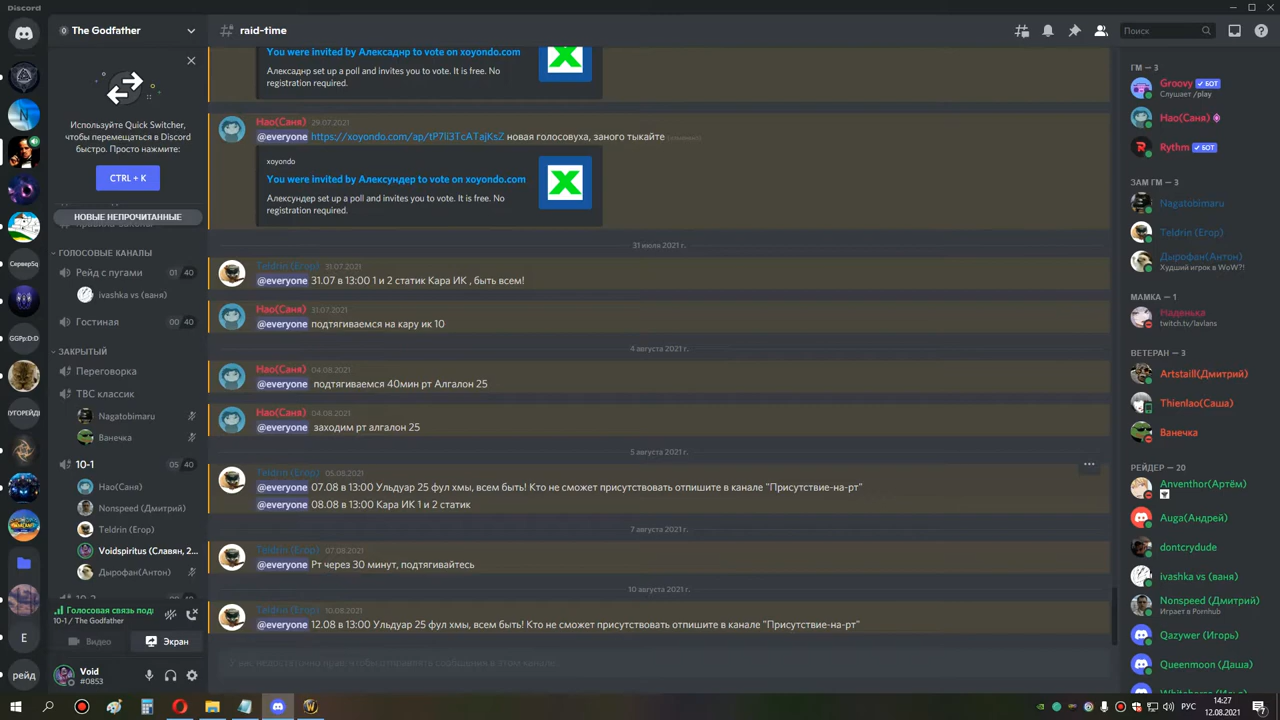 Discord
The Godfather
raid-time
Поиск
Используйте Quick Switcher,
чтобы перемещаться в Discord
быстро. Просто нажмите:
CTRL + K
НОВЫЕ НЕПРОЧИТАННЫЕ
ГОЛОСОВЫЕ КАНАЛЫ
Рейд с пугами 01 40
ivashka vs (ваня)
Гостиная 00 40
ЗАКРЫТЫЙ
Переговорка
ТВС классик
Nagatobimaru
Ванечка
10-1 05 40
Нао(Саня)
Nonspeed (Дмитрий)
Teldrin (Егор)
Voidspiritus (Славян, 2...
Дырофан(Антон)
Голосовая связь подк
10-1 / The Godfather
Видео
Экран
Void
#0853
Сервер5q
GGPp:D:D
E
рейд
You were invited by Алексаднр to vote on xoyondo.com
Алексаднр set up a poll and invites you to vote. It is free. No
registration required.
Нао(Саня) 29.07.2021
@everyone https://xoyondo.com/ap/tP7Ii3TcATajKsZ новая голосовуха, заного тыкайте
xoyondo
You were invited by Алексундер to vote on xoyondo.com
Алексундер set up a poll and invites you to vote. It is free. No
registration required.
31 июля 2021 г.
Teldrin (Егор) 31.07.2021
@everyone 31.07 в 13:00 1 и 2 статик Кара ИК , быть всем!
Нао(Саня) 31.07.2021
@everyone подтягиваемся на кару ик 10
4 августа 2021 г.
Нао(Саня) 04.08.2021
@everyone подтягиваемся 40мин рт Алгалон 25
Нао(Саня) 04.08.2021
@everyone заходим рт алгалон 25
5 августа 2021 г.
Teldrin (Егор) 05.08.2021
@everyone 07.08 в 13:00 Ульдуар 25 фул хмы, всем быть! Кто не сможет присутствовать отпишите в канале "Присутствие-на-рт"
@everyone 08.08 в 13:00 Кара ИК 1 и 2 статик
7 августа 2021 г.
Teldrin (Егор) 07.08.2021
@everyone Рт через 30 минут, подтягивайтесь
10 августа 2021 г.
Teldrin (Егор) 10.08.2021
@everyone 12.08 в 13:00 Ульдуар 25 фул хмы, всем быть! Кто не сможет присутствовать отпишите в канале "Присутствие-на-рт"
ГМ — 3
Groovy БОТ
Слушает /play
Нао(Саня)
Rythm БОТ
ЗАМ ГМ — 3
Nagatobimaru
Teldrin (Егор)
Дырофан(Антон)
Худший игрок в WoW?!
МАМКА — 1
Маденька
twitch.tv/lavlans
ВЕТЕРАН — 3
Artstaill(Дмитрий)
Thienlao(Саша)
Ванечка
РЕЙДЕР — 20
Anventhor(Артём)
Auga(Андрей)
dontcrydude
ivashka vs (ваня)
Nonspeed (Дмитрий)
Играет в Pornhub
Qazywer (Игорь)
Queenmoon (Даша)
РУС
14:27
12.08.2021